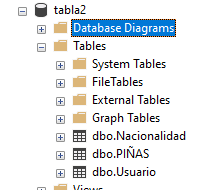 tabla2
Database Diagrams
Tables
System Tables
FileTables
External Tables
Graph Tables
dbo.Nacionalidad
dbo.PIÑAS
dbo.Usuario
Views